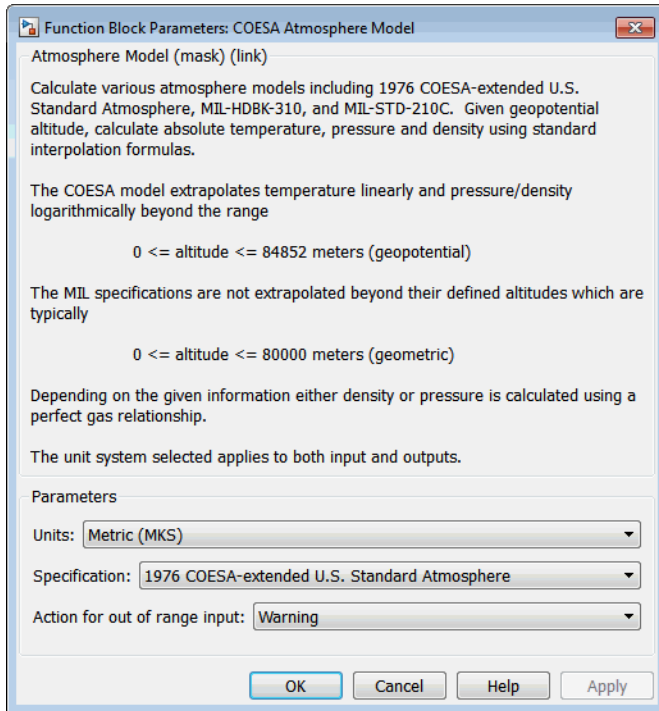 Function Block Parameters: COESA Atmosphere Model
Atmosphere Model (mask) (link)
Calculate various atmosphere models including 1976 COESA-extended U.S.
Standard Atmosphere, MIL-HDBK-310, and MIL-STD-210C.  Given geopotential
altitude, calculate absolute temperature, pressure and density using standard
interpolation formulas.
The COESA model extrapolates temperature linearly and pressure/density
logarithmically beyond the range
0 <= altitude <= 84852 meters (geopotential)
The MIL specifications are not extrapolated beyond their defined altitudes which are
typically
0 <= altitude <= 80000 meters (geometric)
Depending on the given information either density or pressure is calculated using a
perfect gas relationship.
The unit system selected applies to both input and outputs.
Parameters
Units: Metric (MKS)
Specification: 1976 COESA-extended U.S. Standard Atmosphere
Action for out of range input: Warning
OK Cancel Help Apply